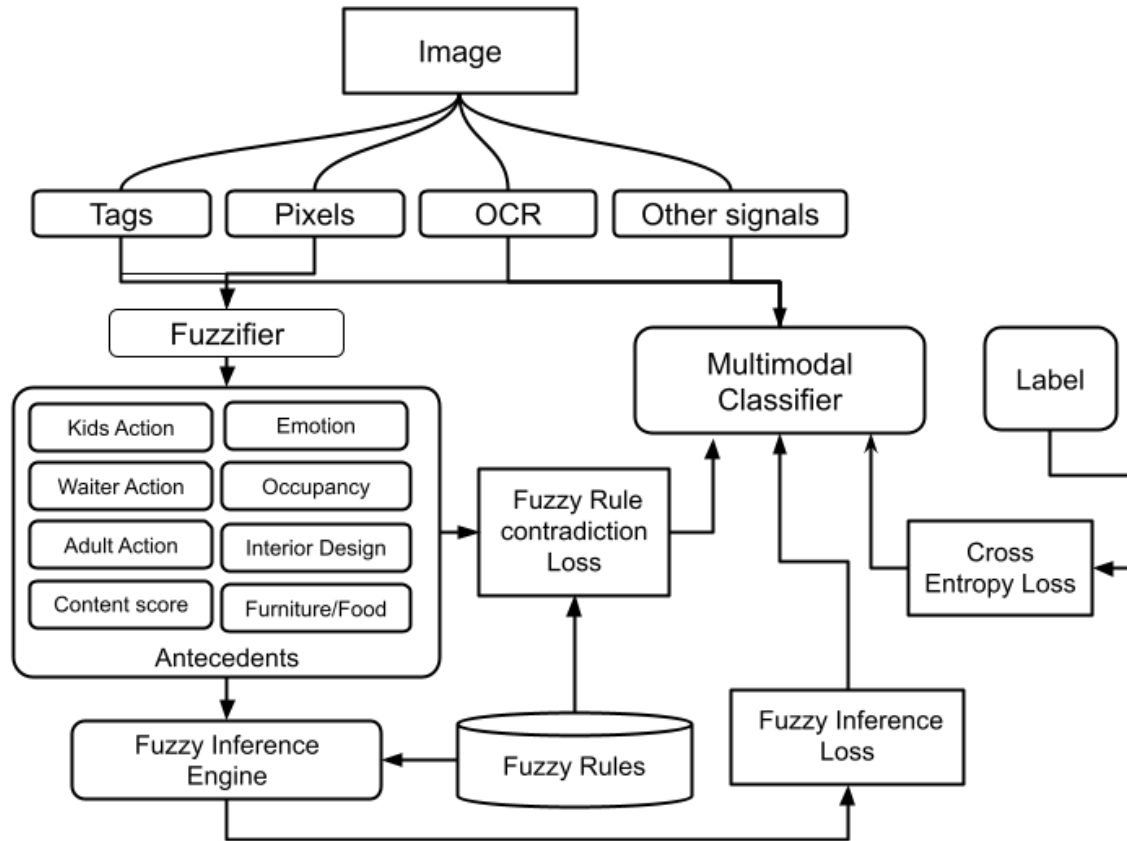 Image
Tags
Pixels
OCR
Other signals
Fuzzifier
Multimodal
Classifier
Label
Kids Action
Emotion
Waiter Action
Occupancy
Adult Action
Interior Design
Content score
Furniture/Food
Antecedents
Fuzzy Rule
contradiction
Loss
Cross
Entropy Loss
Fuzzy Inference
Engine
Fuzzy Rules
Fuzzy Inference
Loss